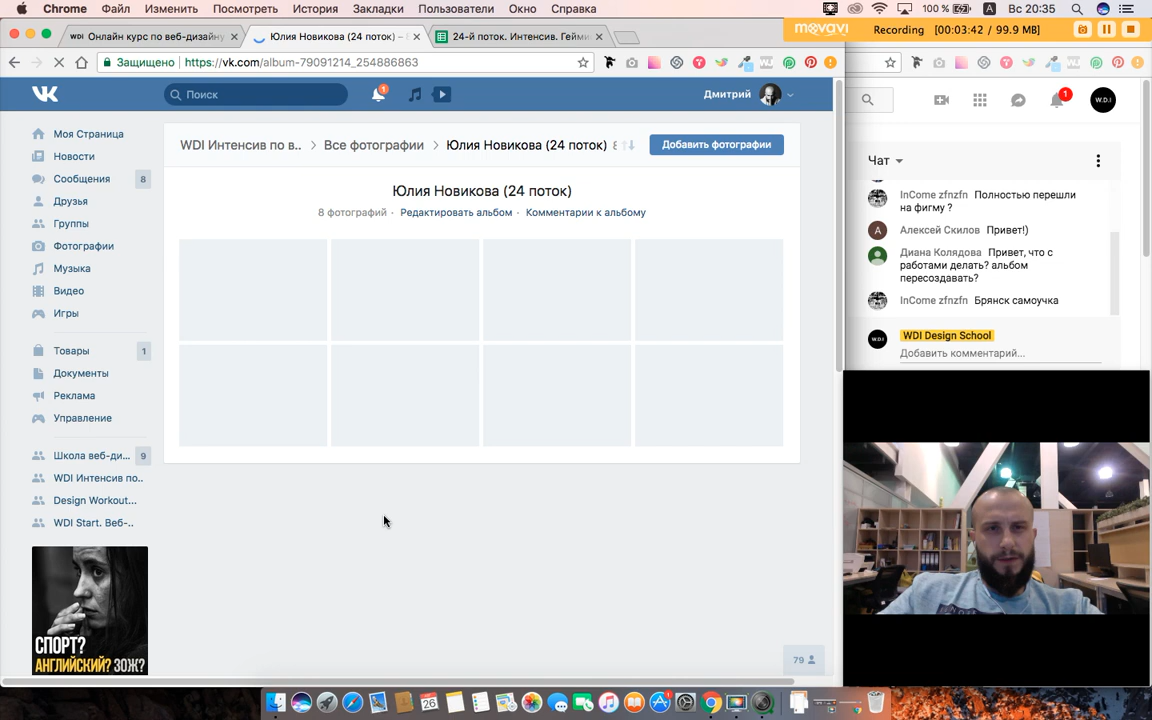 Chrome Файл Изменить Посмотреть История Закладки Пользователи Окно Справка
100 % A Вс 20:35
WDI Онлайн курс по веб-дизайну
Юлия Новикова (24 поток) –
24-й поток. Интенсив. Гейми
movavi
Recording [00:03:42 / 99.9 MB]
Защищено
https://vk.com/album-79091214_254886863
Поиск
1
Дмитрий
1
W.D.I
Моя Страница
Новости
Сообщения 8
Друзья
Группы
Фотографии
Музыка
Видео
Игры
Товары 1
Документы
Реклама
Управление
Школа веб-ди... 9
WDI Интенсив по..
Design Workout...
WDI Start. Веб-..
СПОРТ?
АНГЛИЙСКИЙ? ЗОЖ?
WDI Интенсив по в.. Все фотографии Юлия Новикова (24 поток) 8
Добавить фотографии
Юлия Новикова (24 поток)
8 фотографий · Редактировать альбом · Комментарии к альбому
79
Чат
InCome zfnzfn Полностью перешли
на фигму ?
А Алексей Скилов Привет!)
Диана Колядова Привет, что с
работами делать? альбом
пересоздавать?
InCome zfnzfn Брянск самоучка
W.D.I WDI Design School
Добавить комментарий...
26
1